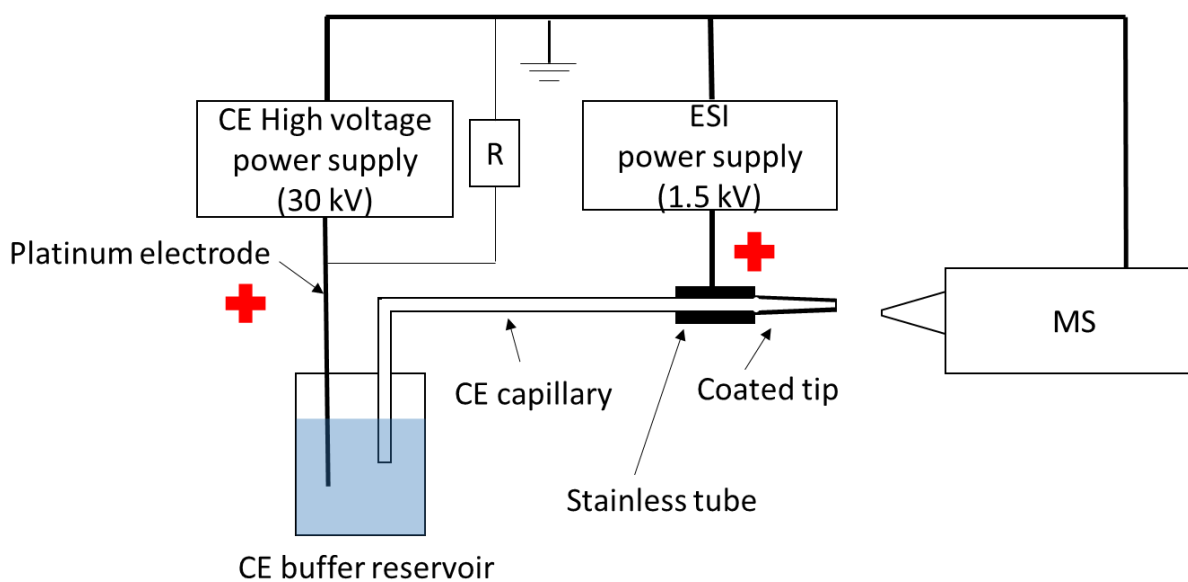 CE High voltage
power supply
(30 kV)
R
ESI
power supply
(1.5 kV)
Platinum electrode
MS
CE capillary
Coated tip
Stainless tube
CE buffer reservoir